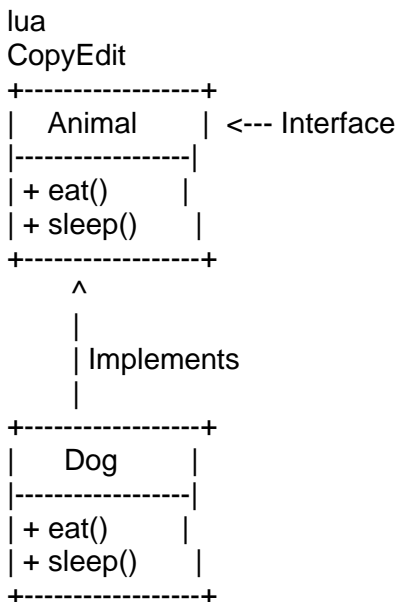 lua
CopyEdit
+------------------+
|    Animal        |  <--- Interface
|------------------|
| + eat()        |
| + sleep()       |
+------------------+
        ^
        |
        | Implements
        |
+------------------+
|      Dog         |
|------------------|
| + eat()        |
| + sleep()       |
+------------------+